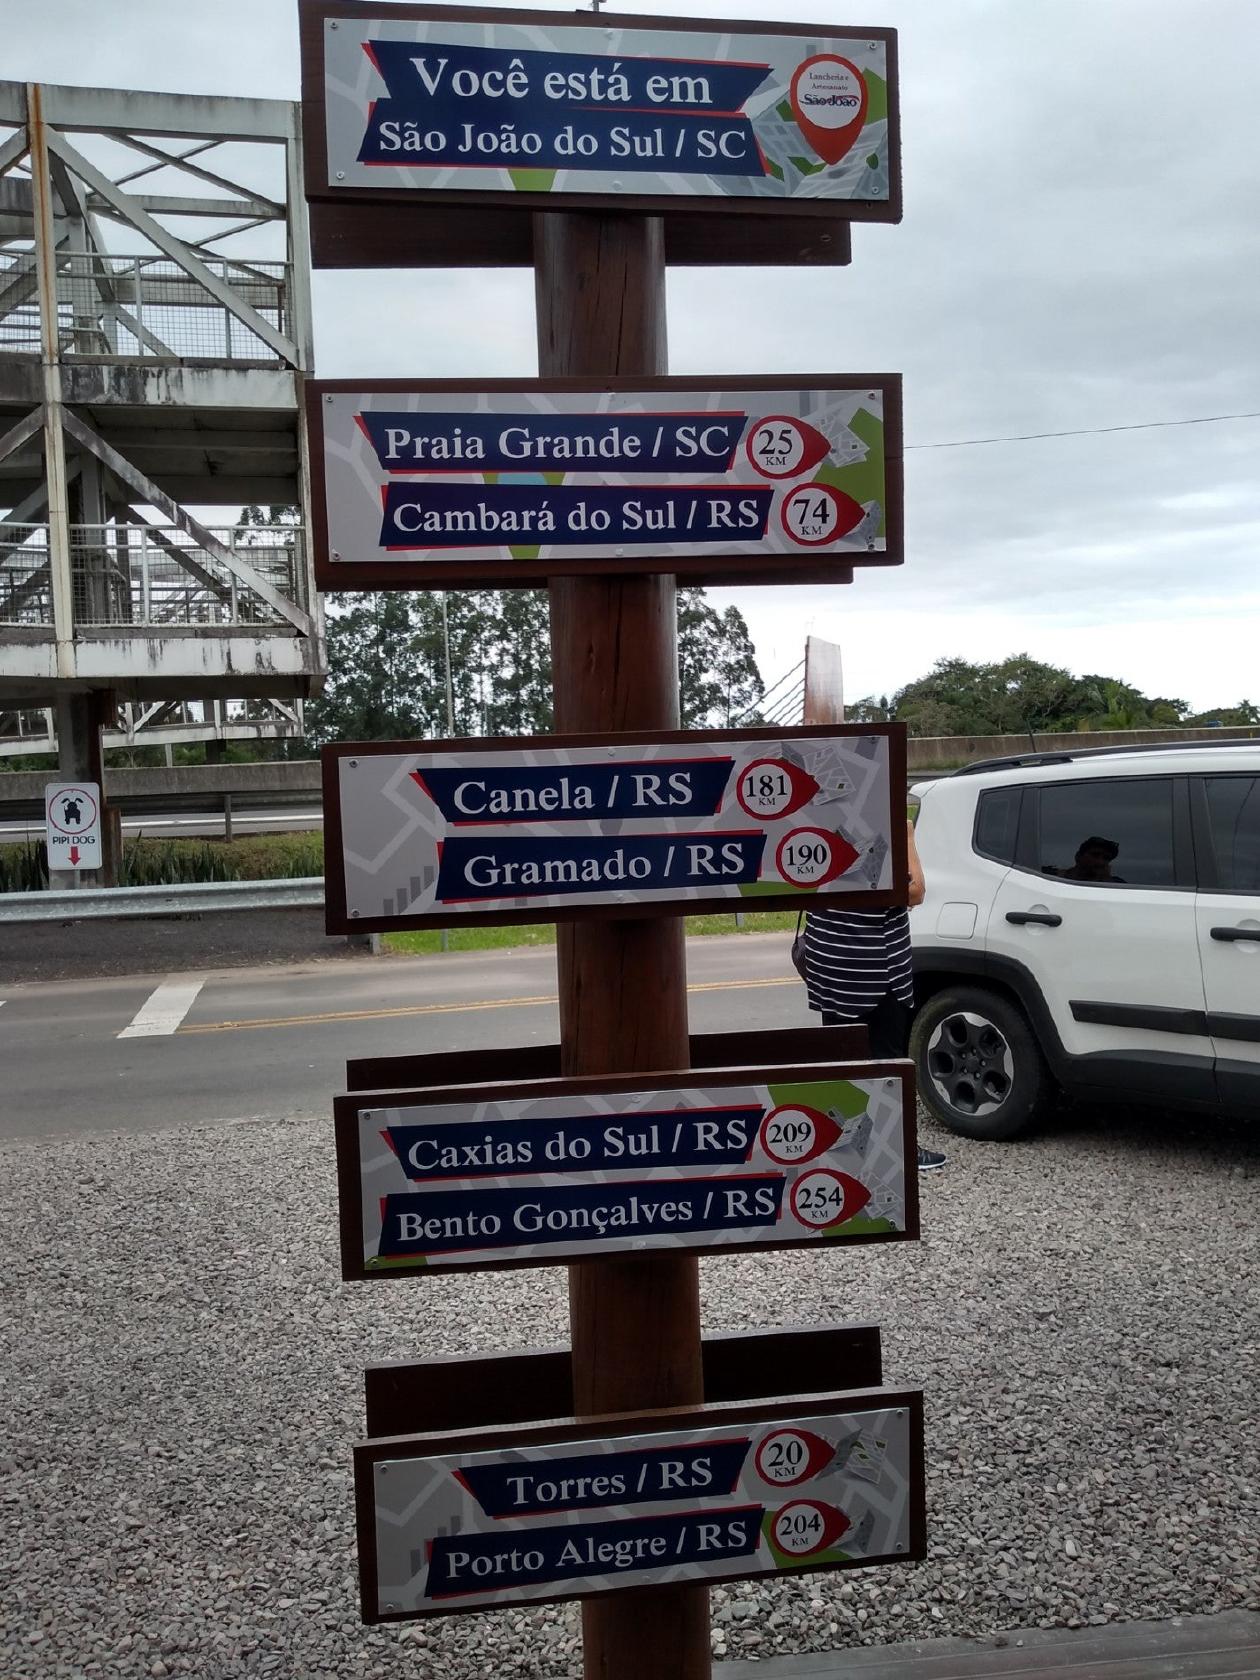 Você está em
São João do Sul / SC
Lancheria e
Artesanato
São João
Praia Grande / SC 25 KM
Cambará do Sul / RS 74 KM
Canela / RS 181 KM
Gramado / RS 190 KM
PIPI DOG
Caxias do Sul / RS 209 KM
Bento Gonçalves / RS 254 KM
Torres / RS 20 KM
Porto Alegre / RS 204 KM